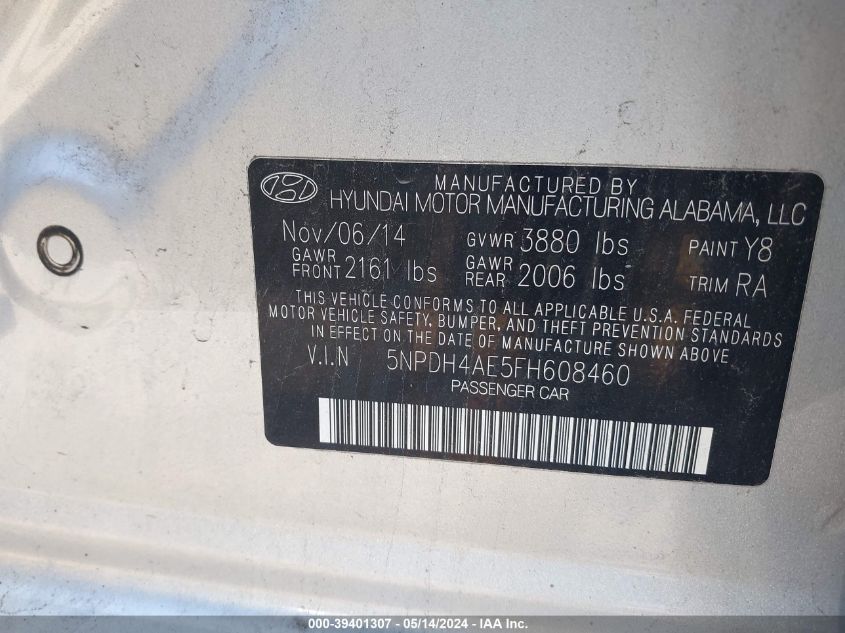 MANUFACTURED BY
HYUNDAI MOTOR MANUFACTURING ALABAMA, LLC
Nov/06/14 GVWR 3880 lbs PAINT Y8
GAWR FRONT 2161 lbs GAWR REAR 2006 lbs TRIM RA
THIS VEHICLE CONFORMS TO ALL APPLICABLE U.S.A. FEDERAL
MOTOR VEHICLE SAFETY, BUMPER, AND THEFT PREVENTION STANDARDS
IN EFFECT ON THE DATE OF MANUFACTURE SHOWN ABOVE
V.I.N 5NPDH4AE5FH608460
PASSENGER CAR
000-39401307 - 05/14/2024 - IAA Inc.